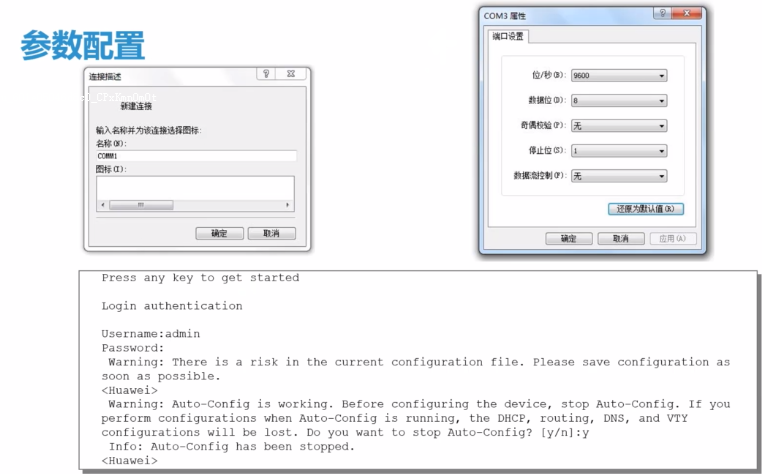 参数配置
连接描述
新建连接
输入名称并为该连接选择图标:
名称(N):
COMM1
图标(I):
确定
取消
COM3 属性
端口设置
位/秒(B): 9600
数据位(D): 8
奇偶校验(P): 无
停止位(S): 1
数据流控制(F): 无
还原为默认值(R)
确定
取消
应用(A)
Press any key to get started
Login authentication
Username:admin
Password:
Warning: There is a risk in the current configuration file. Please save configuration as
soon as possible.
<Huawei>
Warning: Auto-Config is working. Before configuring the device, stop Auto-Config. If you
perform configurations when Auto-Config is running, the DHCP, routing, DNS, and VTY
configurations will be lost. Do you want to stop Auto-Config? [y/n]:y
Info: Auto-Config has been stopped.
<Huawei>